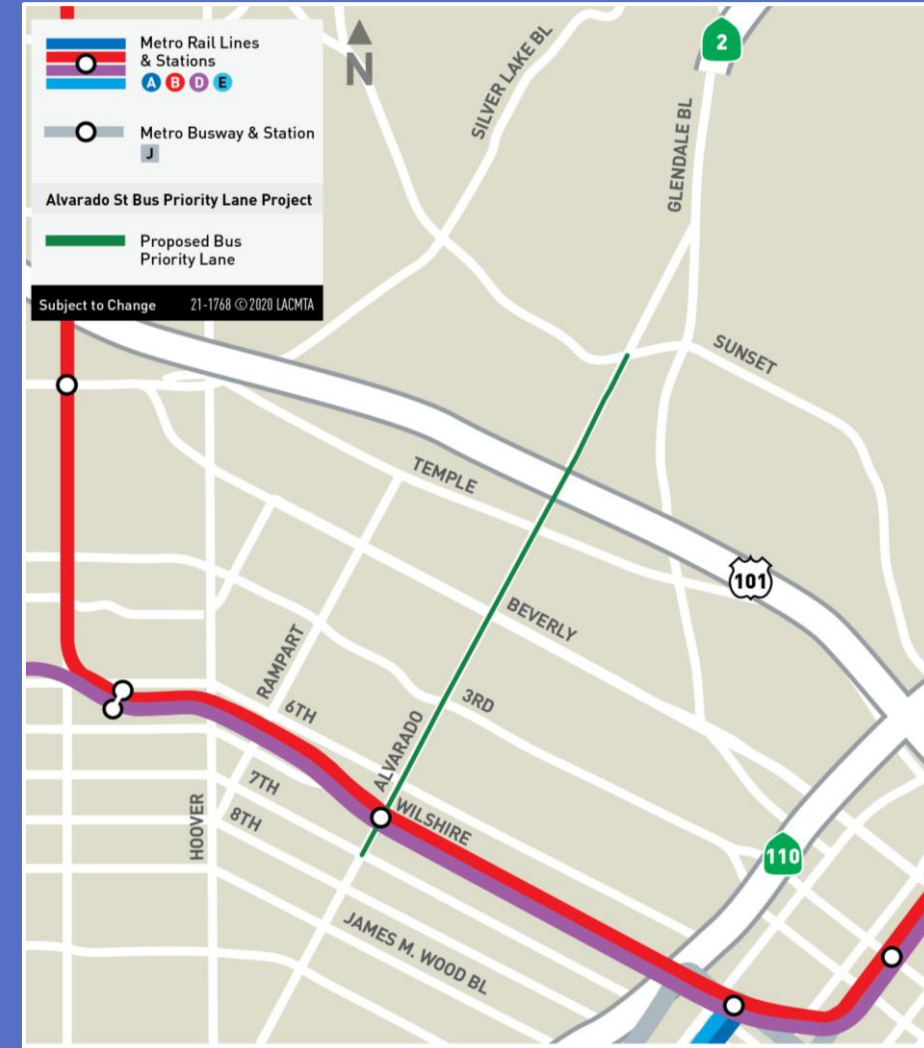 Metro Rail Lines
& Stations
A B D E
Metro Busway & Station
J
Alvarado St Bus Priority Lane Project
Proposed Bus
Priority Lane
Subject to Change 21-1768 © 2020 LACMTA
N
SILVER LAKE BL
2
GLENDALE BL
SUNSET
TEMPLE
101
BEVERLY
RAMPART
3RD
6TH
ALVARADO
WILSHIRE
7TH
8TH
HOOVER
110
JAMES M. WOOD BL